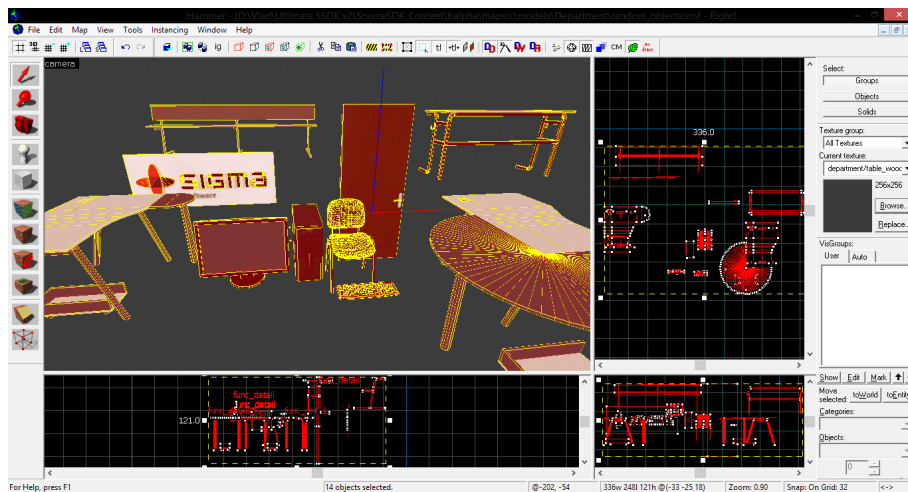 Hammer - [D:\Vlad\Ultimate SSDK v2\SourceSDK_Content\alpha\mapsrc\models\Department\random_objects.vmf - Right]
File Edit Map View Tools Instancing Window Help
camera
SIGMA
336.0
121.0
func_detail
func_detail
Select:
Groups
Objects
Solids
Texture group:
All Textures
Current texture:
department/table_wooc
256x256
Browse..
Replace..
VisGroups:
User Auto
Show Edit Mark
Move selected: toWorld toEntity
Categories:
Objects:
0
For Help, press F1
14 objects selected.
@-202, -54
336w 248l 121h @(-33 -25 18)
Zoom: 0.90
Snap: On Grid: 32
<->